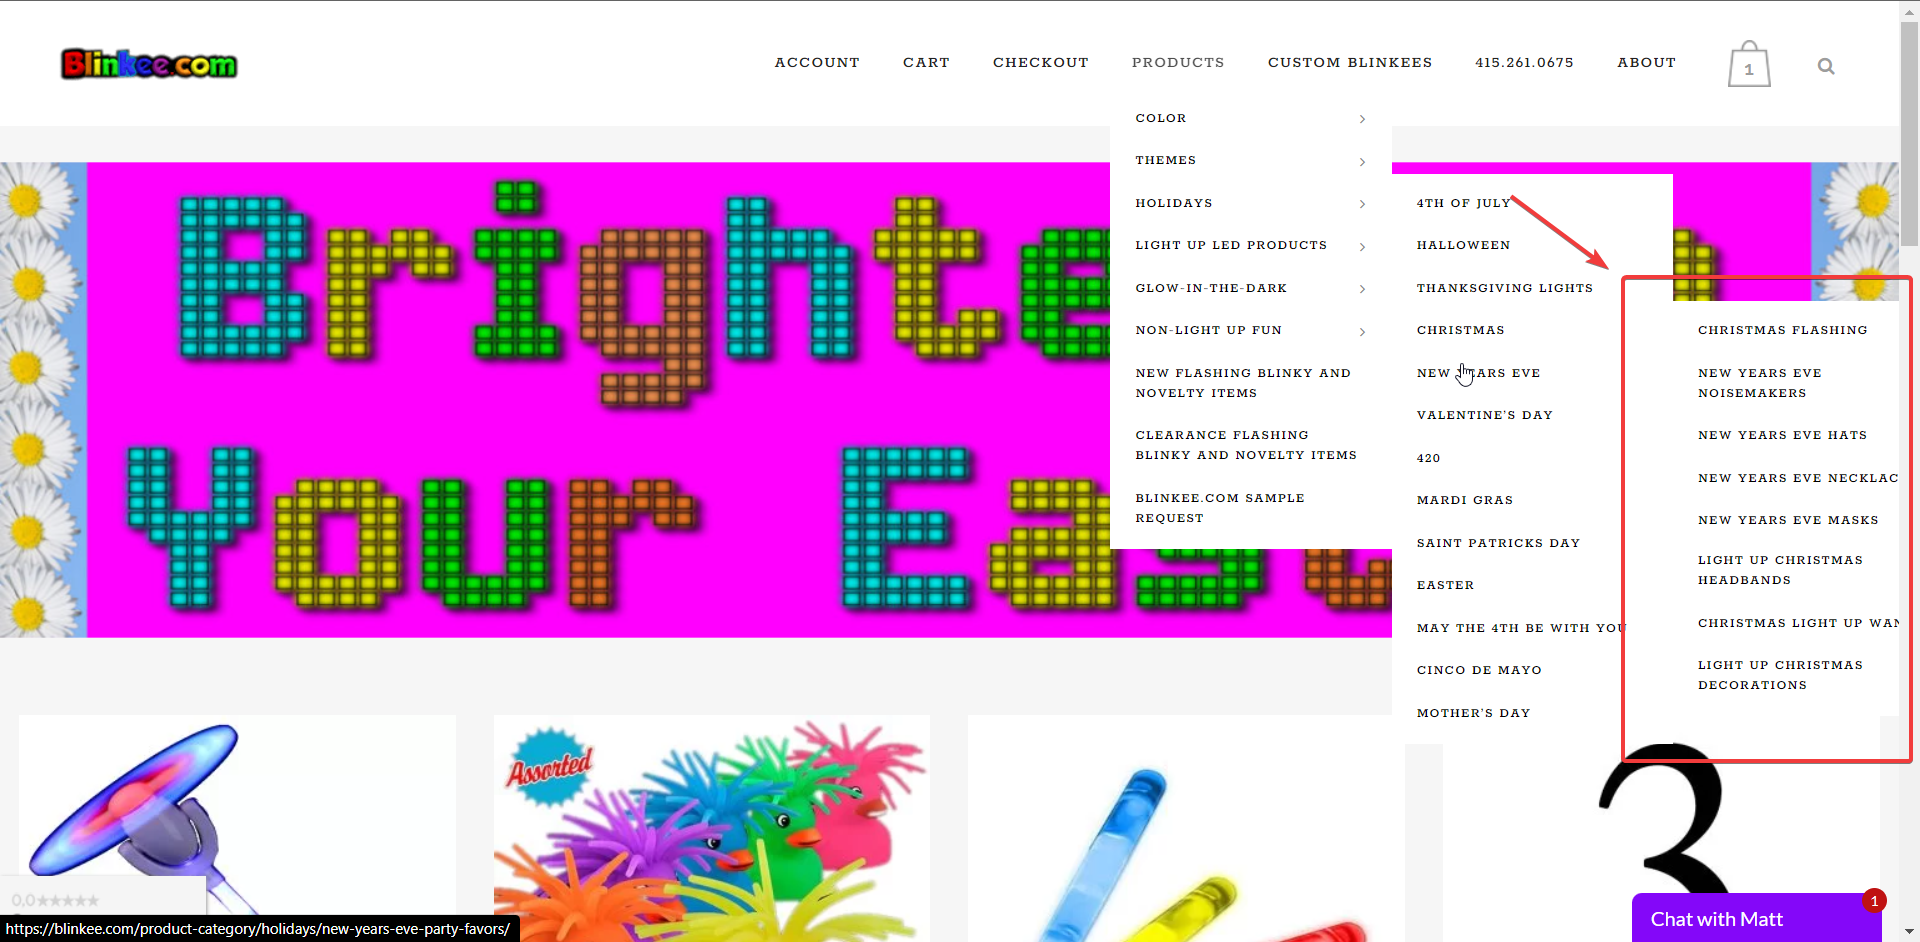 Blinkee.com
ACCOUNT
CART
CHECKOUT
PRODUCTS
CUSTOM BLINKEES
415.261.0675
ABOUT
1
COLOR
THEMES
HOLIDAYS
LIGHT UP LED PRODUCTS
GLOW-IN-THE-DARK
NON-LIGHT UP FUN
NEW FLASHING BLINKY AND
NOVELTY ITEMS
CLEARANCE FLASHING
BLINKY AND NOVELTY ITEMS
BLINKEE.COM SAMPLE
REQUEST
4TH OF JULY
HALLOWEEN
THANKSGIVING LIGHTS
CHRISTMAS
NEW YEARS EVE
VALENTINE'S DAY
420
MARDI GRAS
SAINT PATRICKS DAY
EASTER
MAY THE 4TH BE WITH YOU
CINCO DE MAYO
MOTHER'S DAY
CHRISTMAS FLASHING
NEW YEARS EVE
NOISEMAKERS
NEW YEARS EVE HATS
NEW YEARS EVE NECKLAC
NEW YEARS EVE MASKS
LIGHT UP CHRISTMAS
HEADBANDS
CHRISTMAS LIGHT UP WAN
LIGHT UP CHRISTMAS
DECORATIONS
Brighte
Your Eas
Assorted
3
0,0★★★★★
https://blinkee.com/product-category/holidays/new-years-eve-party-favors/
Chat with Matt
1